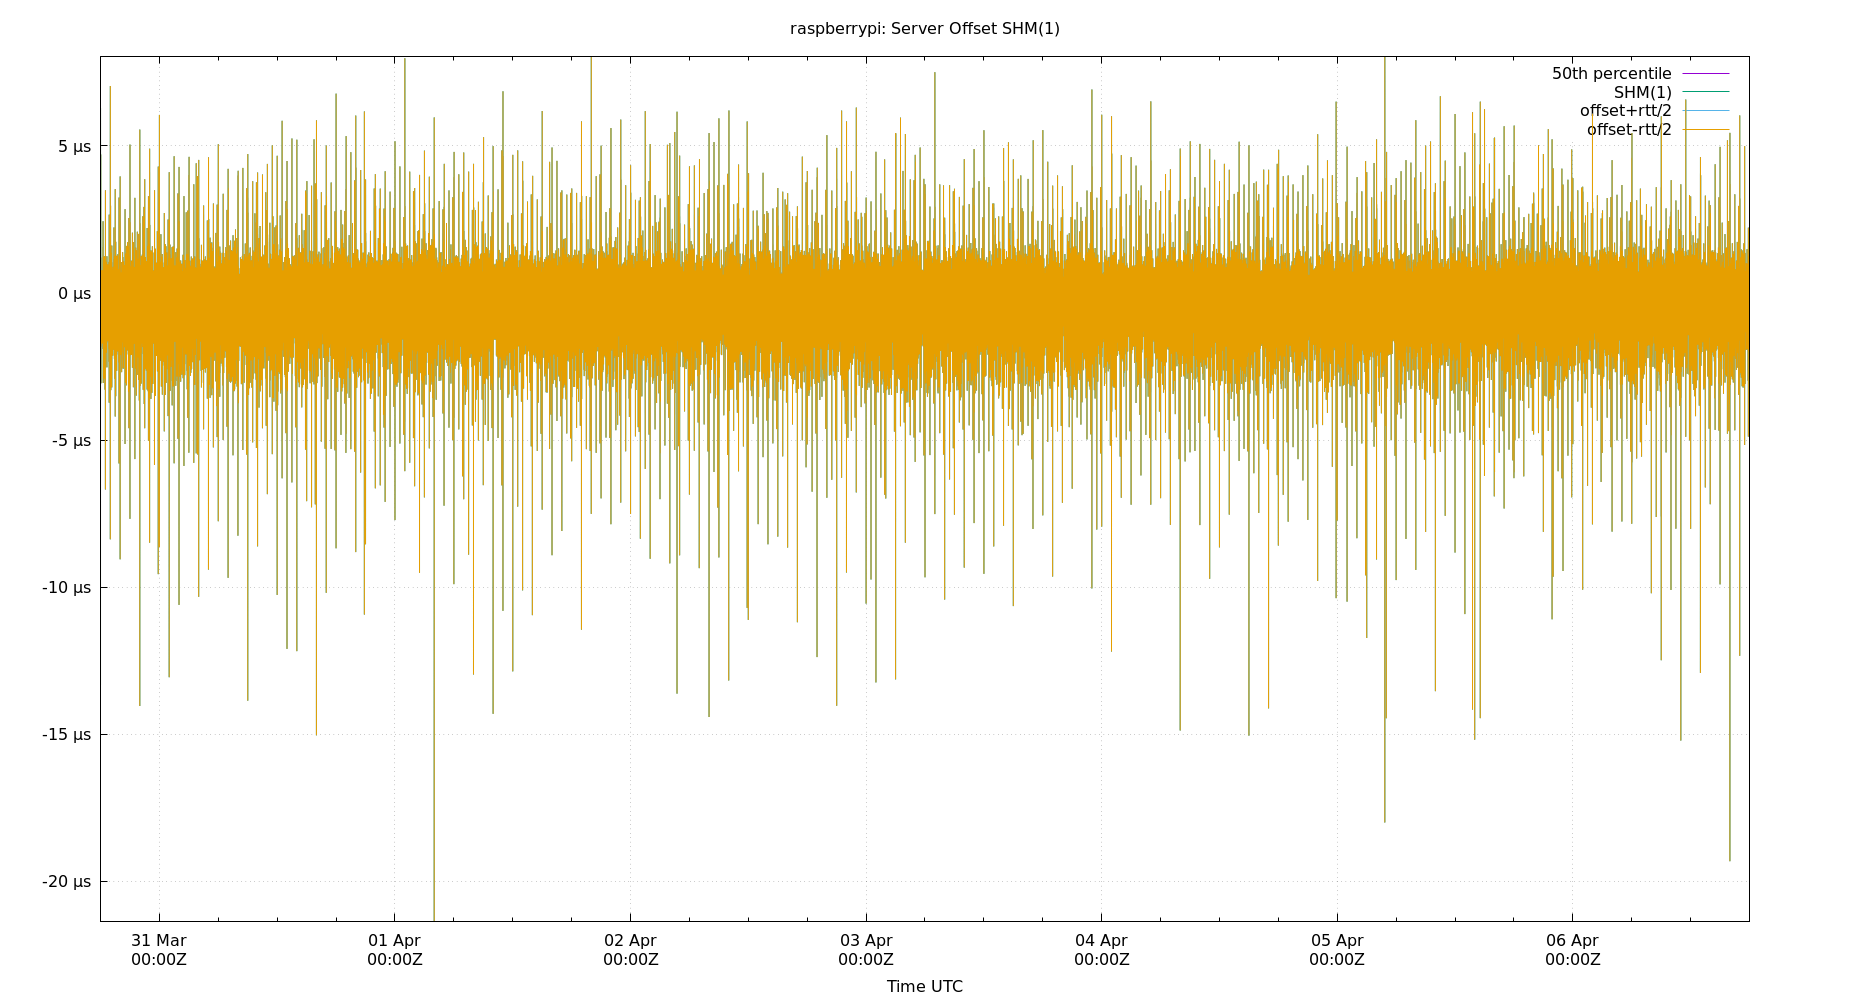 raspberrypi: Server Offset SHM(1)
50th percentile
SHM(1)
offset+rtt/2
offset-rtt/2
5 µs
0 µs
-5 µs
-10 µs
-15 µs
-20 µs
31 Mar 01 Apr 02 Apr 03 Apr 04 Apr 05 Apr 06 Apr
00:00Z 00:00Z 00:00Z 00:00Z 00:00Z 00:00Z 00:00Z
Time UTC